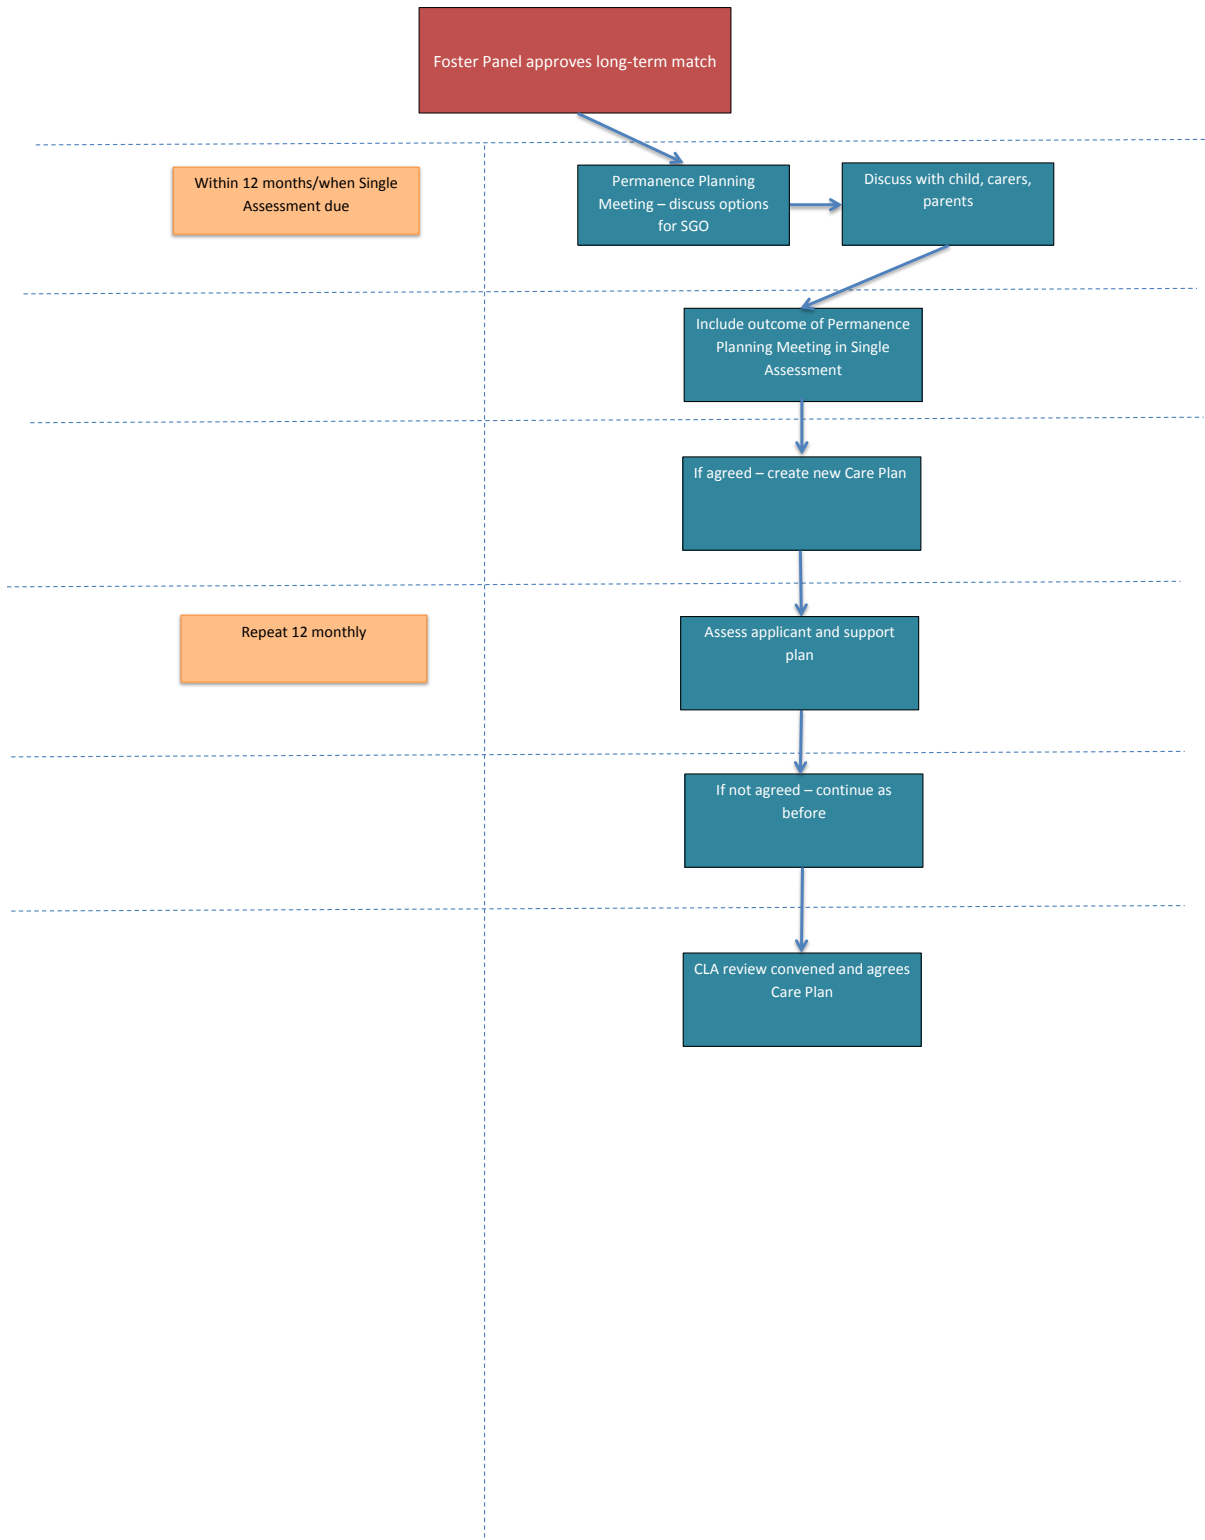 Foster Panel approves long-term match
Within 12 months/when Single
Assessment due
Permanence Planning
Meeting – discuss options
for SGO
Discuss with child, carers,
parents
Include outcome of Permanence
Planning Meeting in Single
Assessment
If agreed – create new Care Plan
Repeat 12 monthly
Assess applicant and support
plan
If not agreed – continue as
before
CLA review convened and agrees
Care Plan